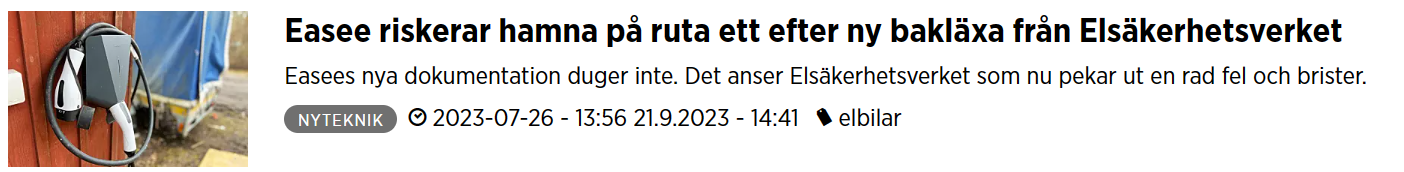 Easee riskerar hamna på ruta ett efter ny bakläxa från Elsäkerhetsverket
Easees nya dokumentation duger inte. Det anser Elsäkerhetsverket som nu pekar ut en rad fel och brister.
NYTEKNIK 2023-07-26 - 13:56 21.9.2023 - 14:41 elbilar